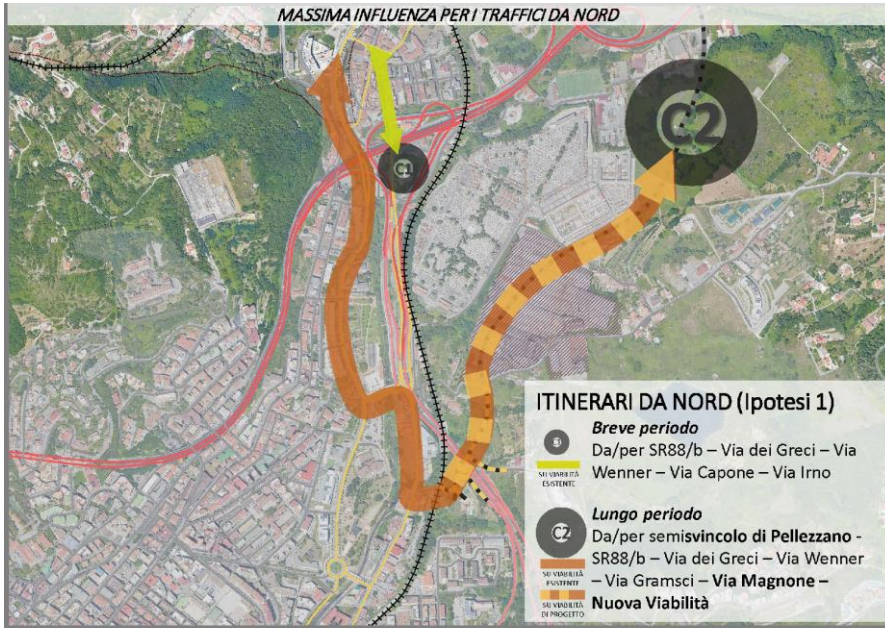 MASSIMA INFLUENZA PER I TRAFFICI DA NORD
C2
C1
ITINERARI DA NORD (Ipotesi 1)
Breve periodo
Da/per SR88/b – Via dei Greci – Via
Wenner – Via Capone – Via Irno
SU VIABILITÀ
ESISTENTE
C2
Lungo periodo
Da/per semisvincolo di Pellezzano -
SR88/b – Via dei Greci – Via Wenner
– Via Gramsci – Via Magnone –
Nuova Viabilità
SU VIABILITÀ
ESISTENTE
SU VIABILITÀ
DI PROGETTO